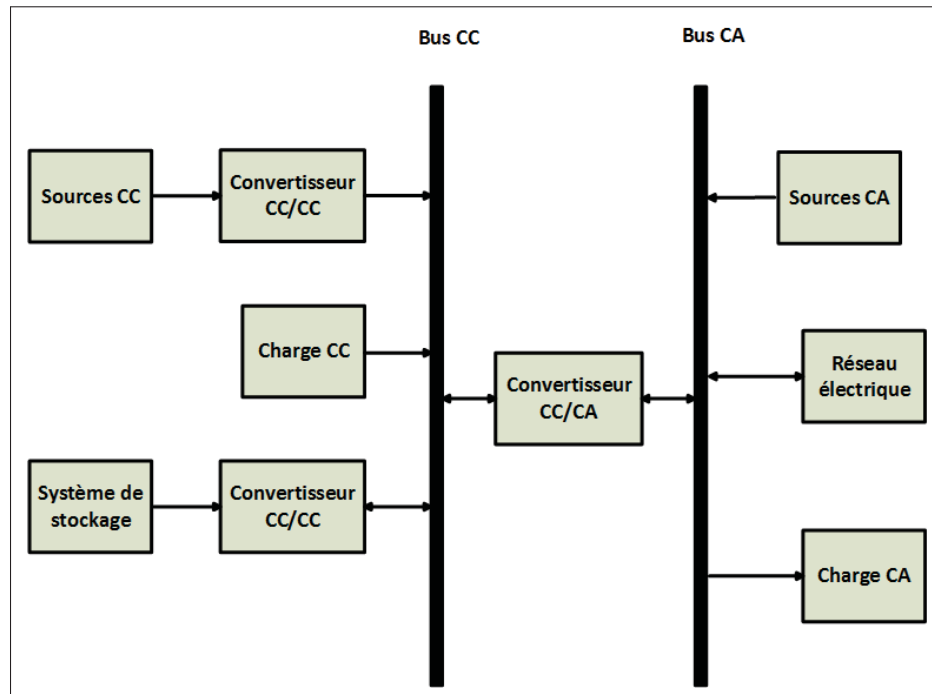 Bus CC
Bus CA
Sources CC
Convertisseur
CC/CC
Sources CA
Charge CC
Convertisseur
CC/CA
Réseau
électrique
Système de
stockage
Convertisseur
CC/CC
Charge CA